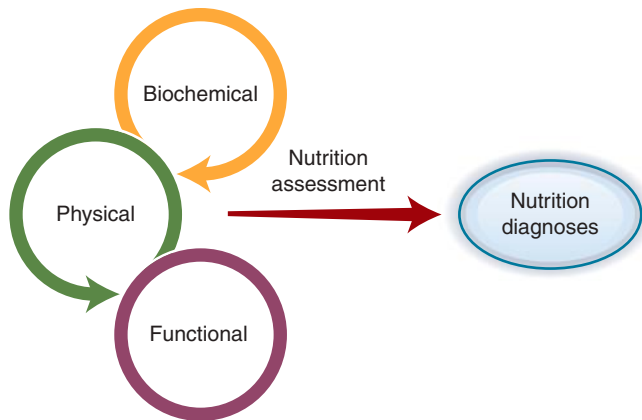 Biochemical
Physical
Functional
Nutrition
assessment
Nutrition
diagnoses